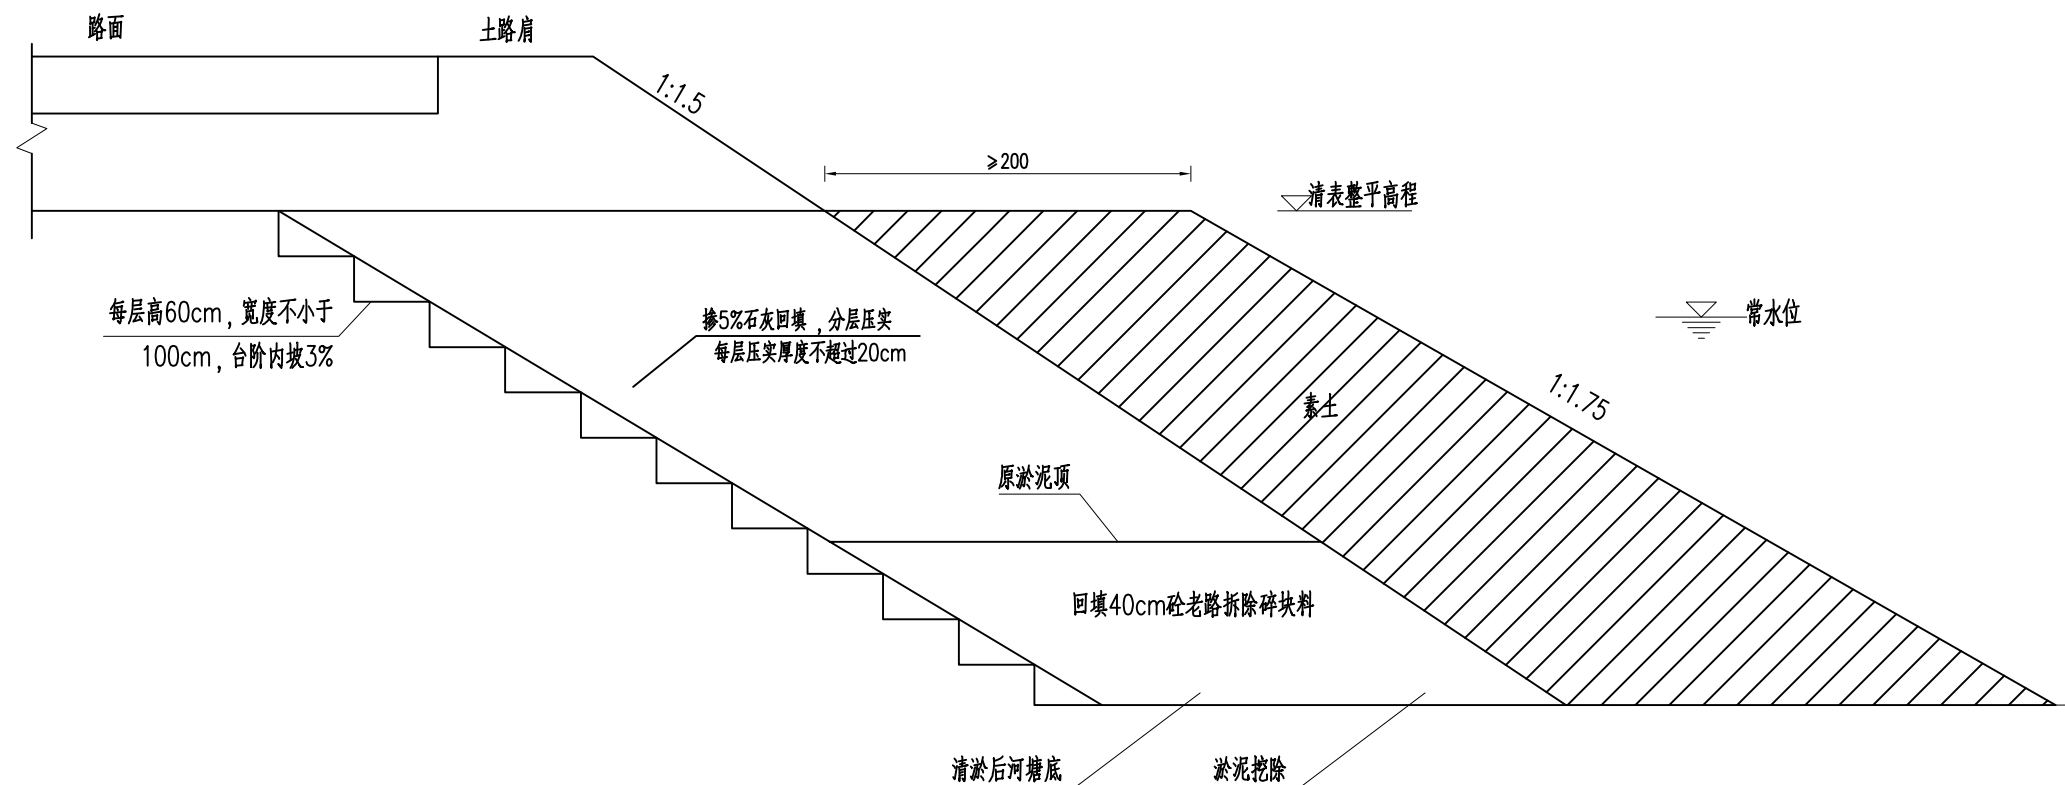 路面
土路肩
1:1.5
≥200
清表整平高程
每层高60cm，宽度不小于
100cm，台阶内坡3%
掺5%石灰回填，分层压实
每层压实厚度不超过20cm
常水位
1:1.75
素土
原淤泥顶
回填40cm砼老路拆除碎块料
清淤后河塘底
淤泥挖除